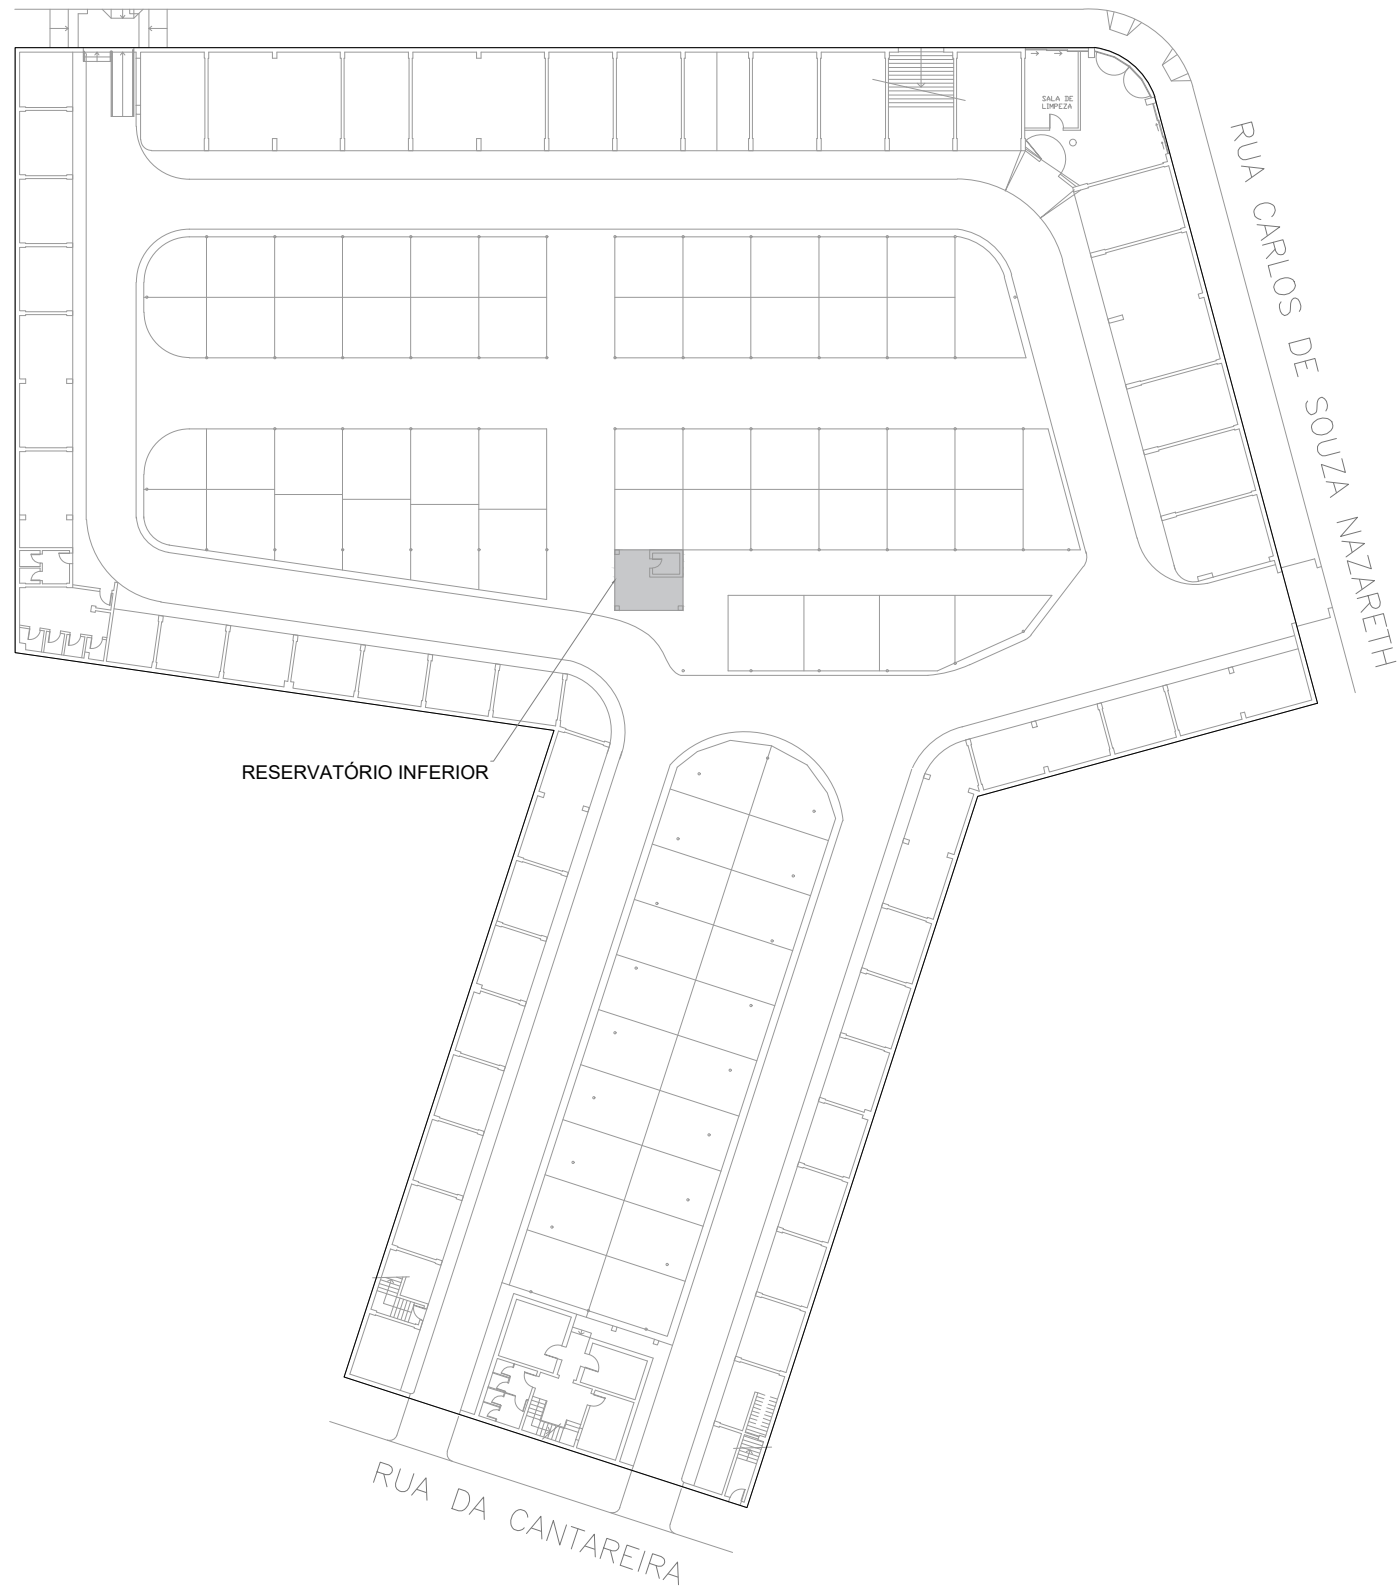 SALA DE
LIMPEZA
RUA CARLOS DE SOUZA NAZARETH
RESERVATÓRIO INFERIOR
RUA DA CANTAREIRA